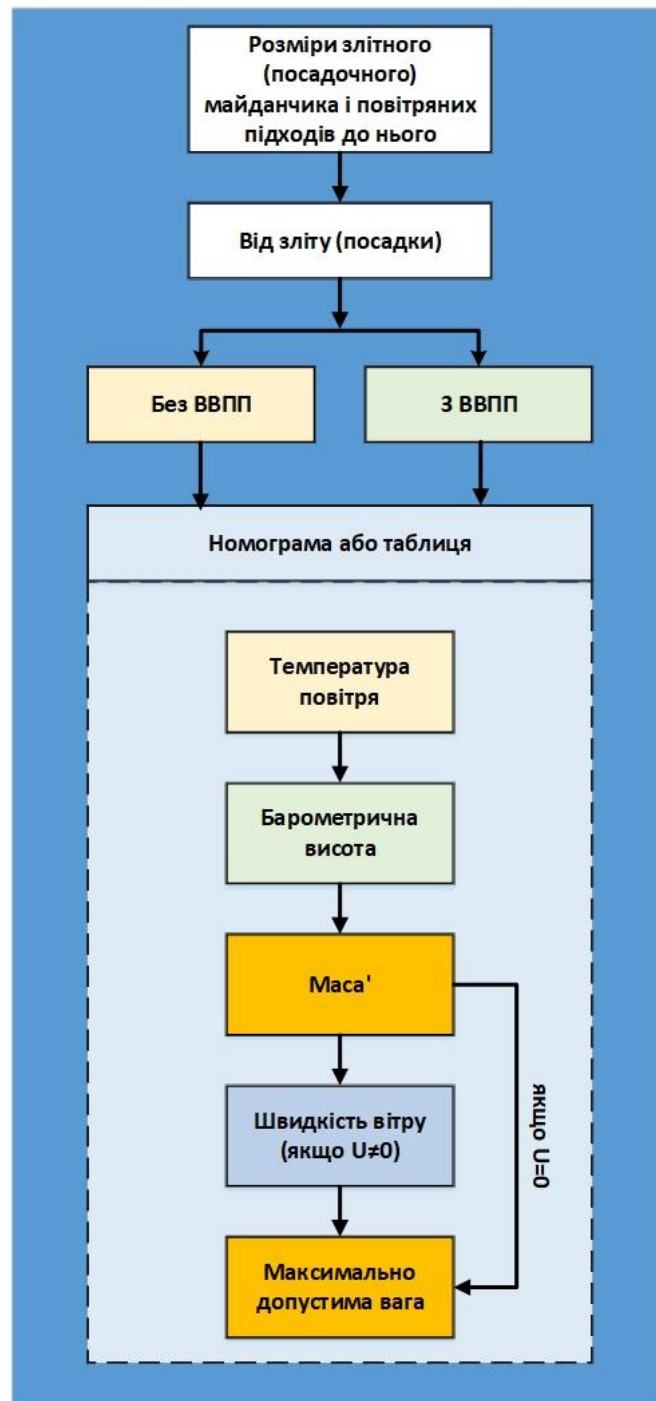 Розміри злітного
(посадочного)
майданчика і повітряних
підходів до нього
Від зліту (посадки)
Без ВВПП
З ВВПП
Номограма або таблиця
Температура
повітря
Барометрична
висота
Маса'
Швидкість вітру
(якщо U≠0)
якщо U=0
Максимально
допустима вага